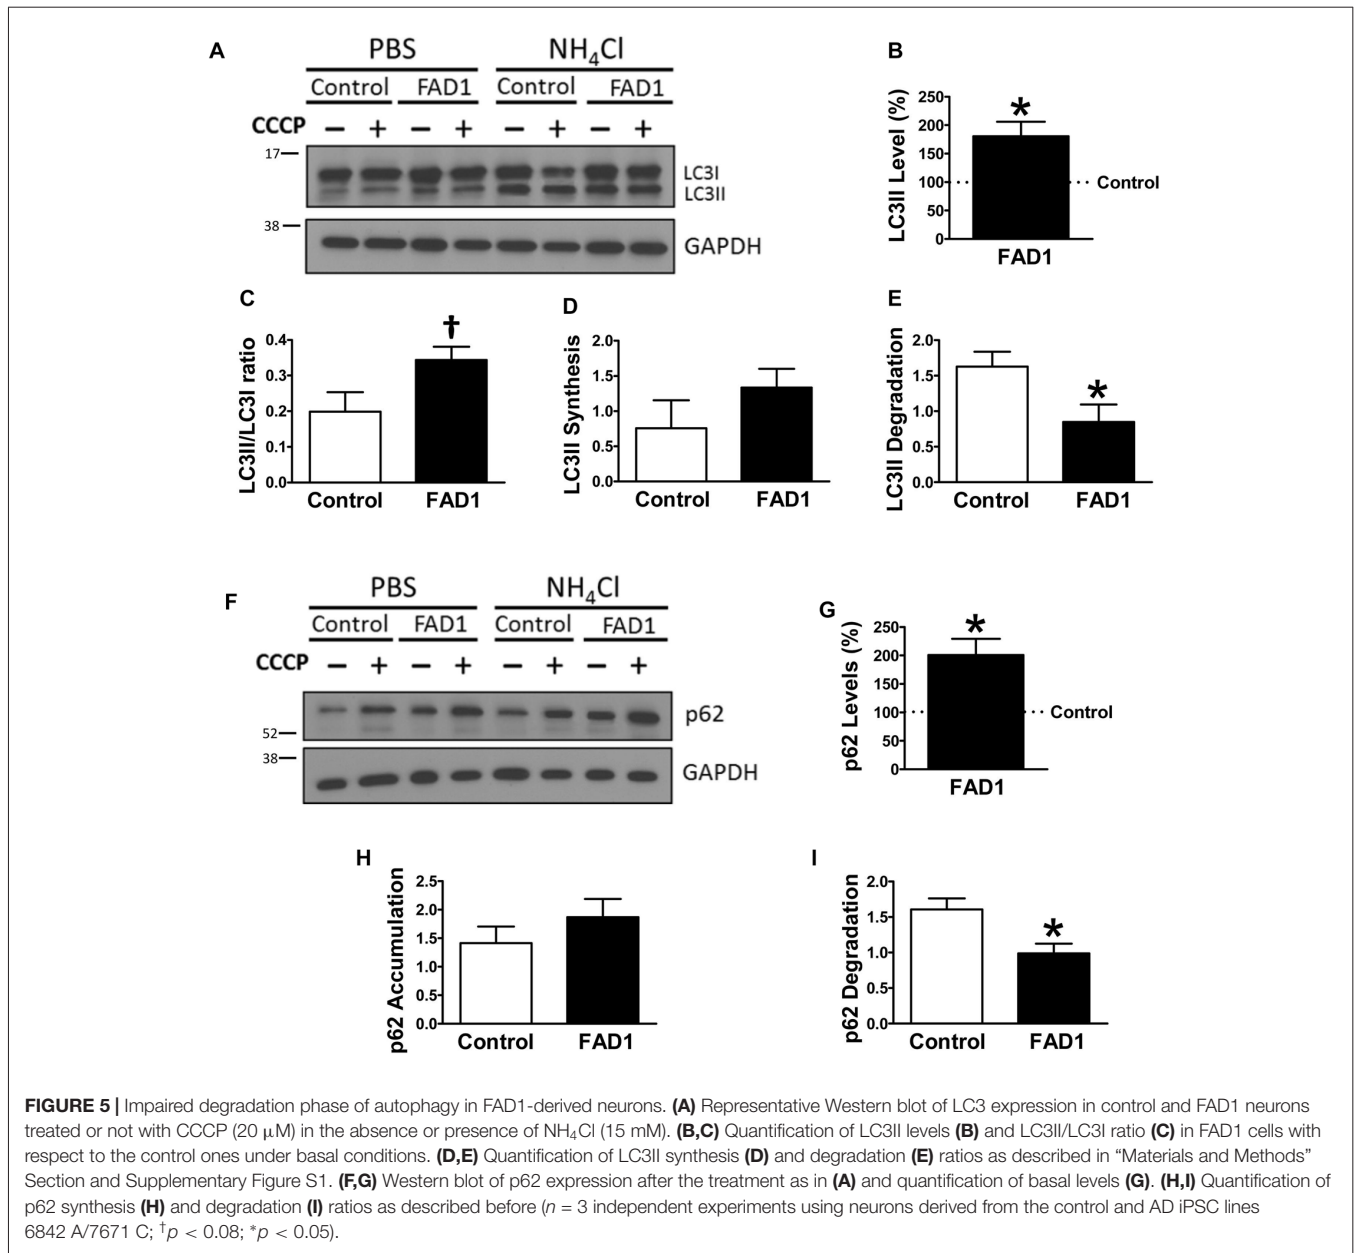 A
PBS
NH4Cl
Control
FAD1
Control
FAD1
CCCP
− + − + − + − +
17
LC3I
LC3II
38
GAPDH
B
LC3II Level (%)
250
200
150
100
50
0
*
Control
FAD1
C
LC3II/LC3I ratio
0.4
0.3
0.2
0.1
0.0
†
Control
FAD1
D
LC3II Synthesis
2.0
1.5
1.0
0.5
0.0
Control
FAD1
E
LC3II Degradation
2.0
1.5
1.0
0.5
0.0
*
Control
FAD1
F
PBS
NH4Cl
Control
FAD1
Control
FAD1
CCCP
− + − + − + − +
p62
52
38
GAPDH
G
p62 Levels (%)
250
200
150
100
50
0
*
Control
FAD1
H
p62 Accumulation
2.5
2.0
1.5
1.0
0.5
0.0
Control
FAD1
I
p62 Degradation
2.0
1.5
1.0
0.5
0.0
*
Control
FAD1
FIGURE 5 | Impaired degradation phase of autophagy in FAD1-derived neurons. (A) Representative Western blot of LC3 expression in control and FAD1 neurons
treated or not with CCCP (20 μM) in the absence or presence of NH4Cl (15 mM). (B,C) Quantification of LC3II levels (B) and LC3II/LC3I ratio (C) in FAD1 cells with
respect to the control ones under basal conditions. (D,E) Quantification of LC3II synthesis (D) and degradation (E) ratios as described in “Materials and Methods”
Section and Supplementary Figure S1. (F,G) Western blot of p62 expression after the treatment as in (A) and quantification of basal levels (G). (H,I) Quantification of
p62 synthesis (H) and degradation (I) ratios as described before (n = 3 independent experiments using neurons derived from the control and AD iPSC lines
6842 A/7671 C; †p < 0.08; *p < 0.05).